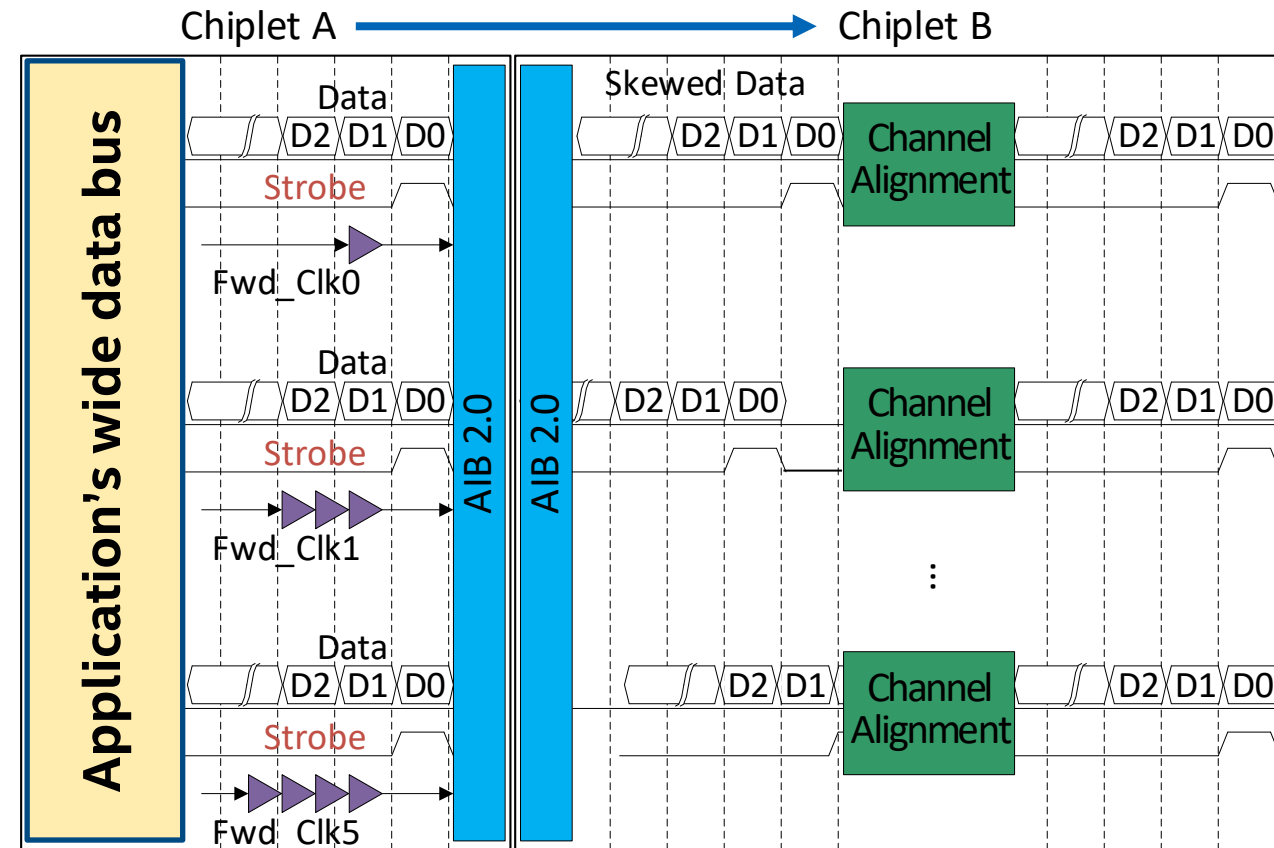 Chiplet A
Chiplet B
Application's wide data bus
Data
D2 D1 D0
Strobe
Fwd_Clk0
Data
D2 D1 D0
Strobe
Fwd_Clk1
Data
D2 D1 D0
Strobe
Fwd_Clk5
AIB 2.0
AIB 2.0
Skewed Data
D2 D1 D0
Channel
Alignment
D2 D1 D0
D2 D1 D0
Channel
Alignment
D2 D1 D0
...
D2 D1
Channel
Alignment
D2 D1 D0